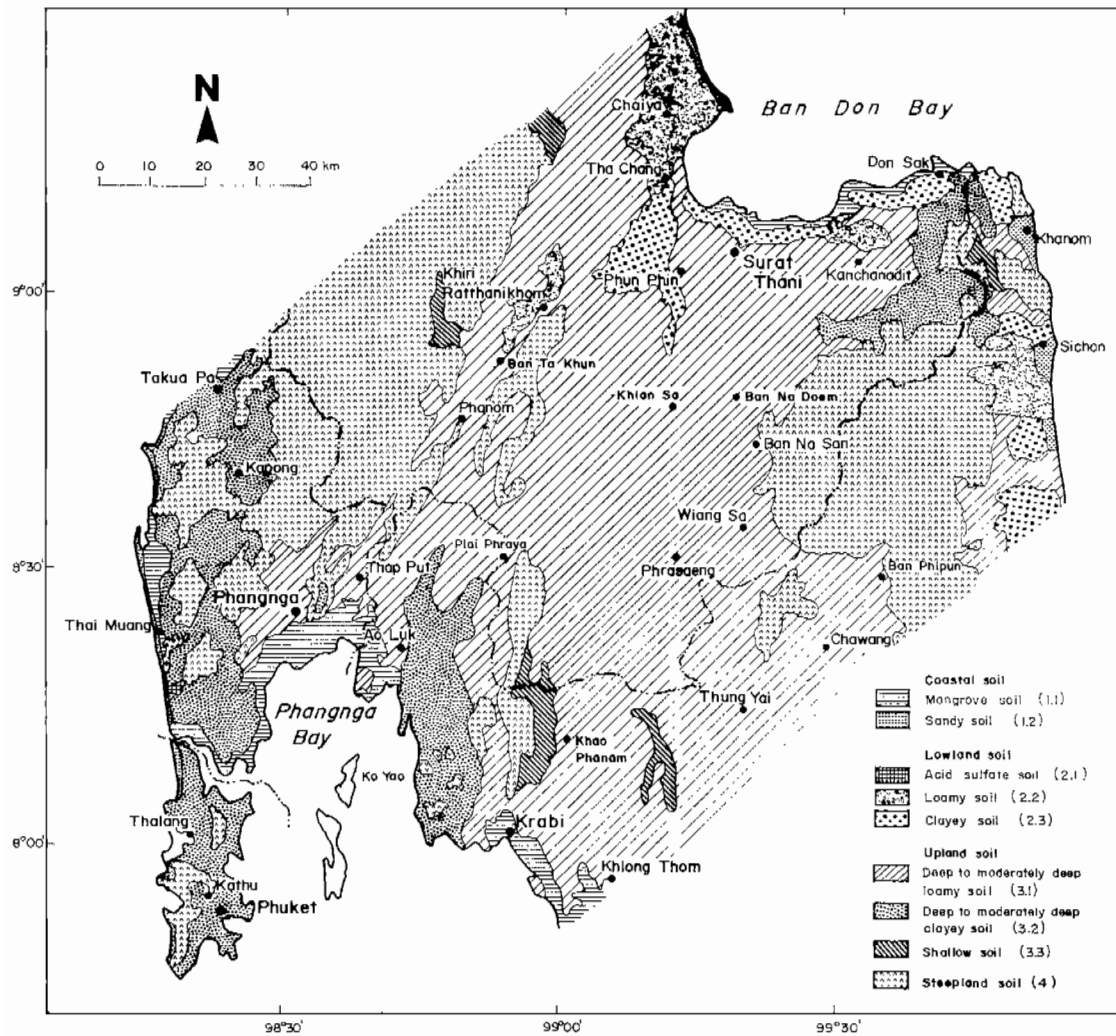 N
0 10 20 30 40 km
Ban Don Bay
Chaiya
Don Sak
Tha Chang
Khanom
Surat
Thani
Kanchanadit
Khiri
Ratthanikhom
Phun Phin
9°00'
Sichon
Ban Ta Khun
Takua Pa
Khian Sa
Ban Na Doem
Phanom
Ban Na San
Kapong
Wiang Sa
Plai Phraya
Phrasaeng
8°30'
Thap Put
Ban Phipun
Phangnga
Thai Muang
Ao Luk
Chawang
Thung Yai
Phangnga
Bay
Khao
Phanam
Ko Yao
Krabi
8°00'
Thalang
Khlong Thom
Kathu
Phuket
Coastal soil
Mangrove soil (1.1)
Sandy soil (1.2)
Lowland soil
Acid sulfate soil (2.1)
Loamy soil (2.2)
Clayey soil (2.3)
Upland soil
Deep to moderately deep
loamy soil (3.1)
Deep to moderately deep
clayey soil (3.2)
Shallow soil (3.3)
Steepland soil (4)
98°30' 99°00' 99°30'